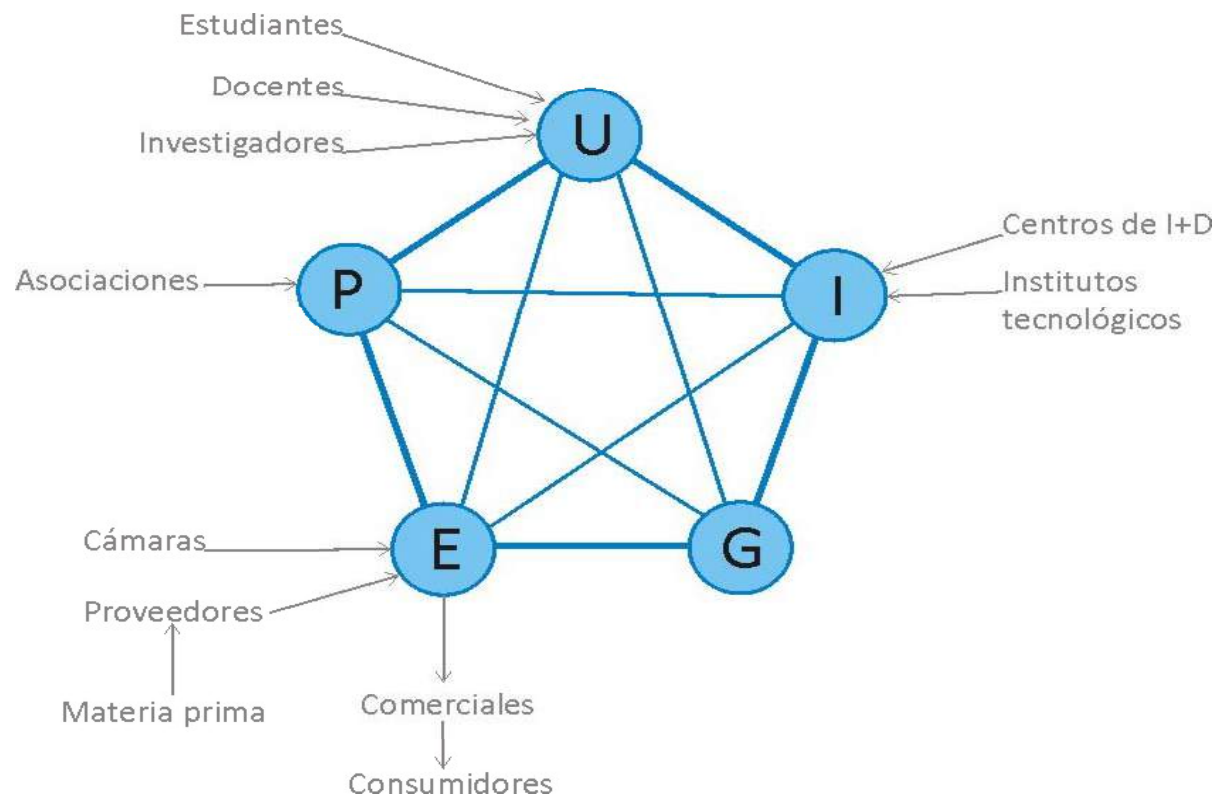 Estudiantes
Docentes
Investigadores
U
Centros de I+D
Asociaciones
P
I
Institutos
tecnológicos
Cámaras
E
G
Proveedores
Materia prima
Comerciales
Consumidores